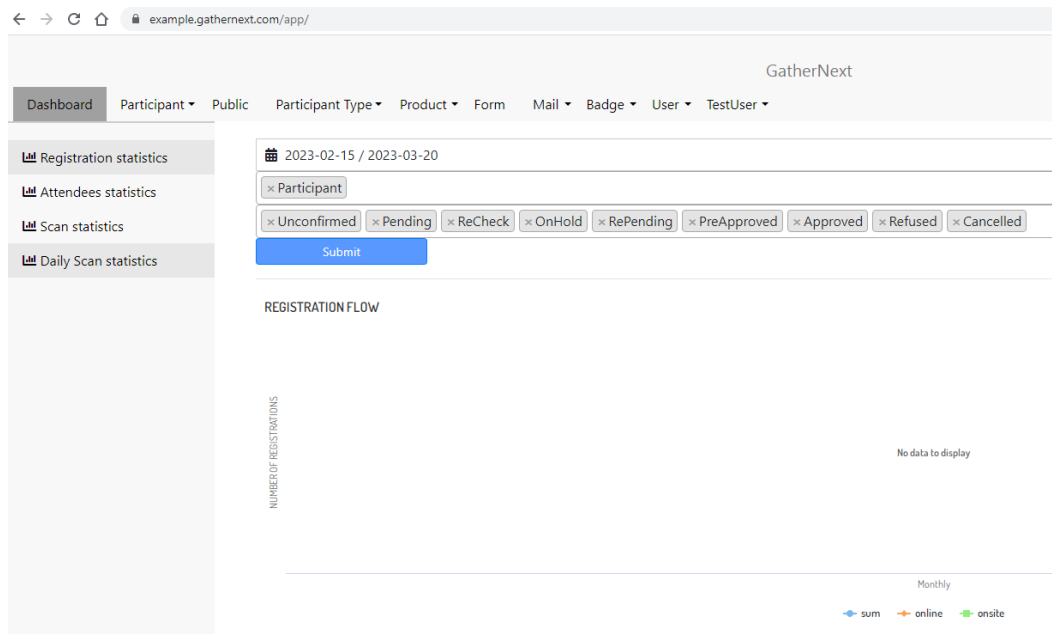 example.gathernext.com/app/
GatherNext
Dashboard Participant Public Participant Type Product Form Mail Badge User TestUser
Registration statistics
Attendees statistics
Scan statistics
Daily Scan statistics
2023-02-15 / 2023-03-20
× Participant
× Unconfirmed × Pending × ReCheck × OnHold × RePending × PreApproved × Approved × Refused × Cancelled
Submit
REGISTRATION FLOW
NUMBER OF REGISTRATIONS
No data to display
Monthly
sum online onsite